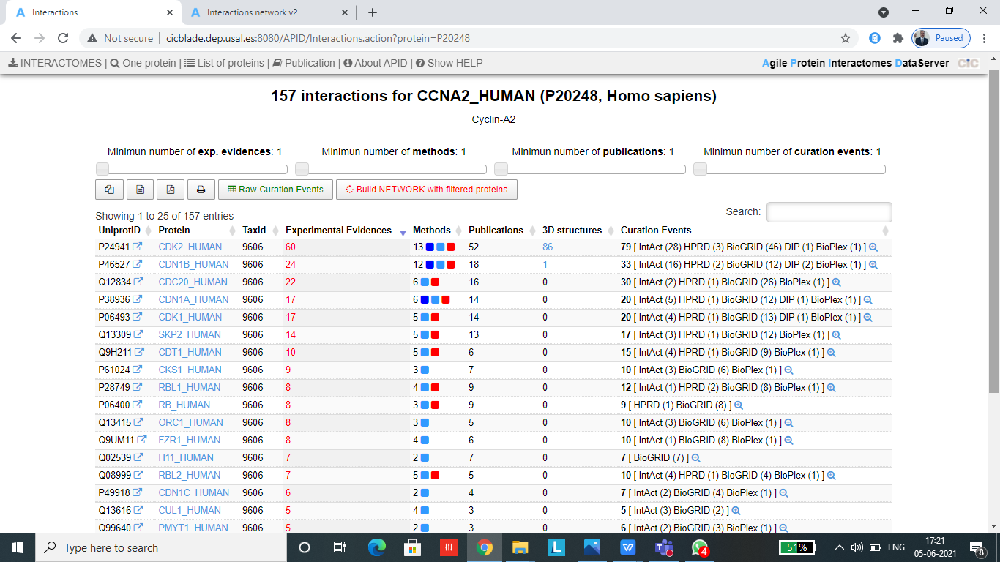 Interactions
Interactions network v2
Not secure | cicblade.dep.usal.es:8080/APID/Interactions.action?protein=P20248
Paused
INTERACTOMES | One protein | List of proteins | Publication | About APID | Show HELP
Agile Protein Interactomes DataServer CiC
157 interactions for CCNA2_HUMAN (P20248, Homo sapiens)
Cyclin-A2
Minimun number of exp. evidences: 1 Minimun number of methods: 1 Minimun number of publications: 1 Minimun number of curation events: 1
Raw Curation Events Build NETWORK with filtered proteins
Showing 1 to 25 of 157 entries Search:
UniprotID Protein TaxId Experimental Evidences Methods Publications 3D structures Curation Events
P24941 CDK2_HUMAN 9606 60 13 52 86 79 [ IntAct (28) HPRD (3) BioGRID (46) DIP (1) BioPlex (1) ]
P46527 CDN1B_HUMAN 9606 24 12 18 1 33 [ IntAct (16) HPRD (2) BioGRID (12) DIP (2) BioPlex (1) ]
Q12834 CDC20_HUMAN 9606 22 6 16 0 30 [ IntAct (2) HPRD (1) BioGRID (26) BioPlex (1) ]
P38936 CDN1A_HUMAN 9606 17 6 14 0 20 [ IntAct (5) HPRD (1) BioGRID (12) DIP (1) BioPlex (1) ]
P06493 CDK1_HUMAN 9606 17 5 14 0 20 [ IntAct (4) HPRD (1) BioGRID (13) DIP (1) BioPlex (1) ]
Q13309 SKP2_HUMAN 9606 14 5 13 0 17 [ IntAct (3) HPRD (1) BioGRID (12) BioPlex (1) ]
Q9H211 CDT1_HUMAN 9606 10 5 6 0 15 [ IntAct (4) HPRD (1) BioGRID (9) BioPlex (1) ]
P61024 CKS1_HUMAN 9606 9 3 7 0 10 [ IntAct (3) BioGRID (6) BioPlex (1) ]
P28749 RBL1_HUMAN 9606 8 4 9 0 12 [ IntAct (1) HPRD (2) BioGRID (8) BioPlex (1) ]
P06400 RB_HUMAN 9606 8 3 9 0 9 [ HPRD (1) BioGRID (8) ]
Q13415 ORC1_HUMAN 9606 8 3 5 0 10 [ IntAct (3) BioGRID (6) BioPlex (1) ]
Q9UM11 FZR1_HUMAN 9606 8 4 6 0 10 [ IntAct (1) BioGRID (8) BioPlex (1) ]
Q02539 H11_HUMAN 9606 7 2 7 0 7 [ BioGRID (7) ]
Q08999 RBL2_HUMAN 9606 7 5 5 0 10 [ IntAct (4) HPRD (1) BioGRID (4) BioPlex (1) ]
P49918 CDN1C_HUMAN 9606 6 2 4 0 7 [ IntAct (2) BioGRID (4) BioPlex (1) ]
Q13616 CUL1_HUMAN 9606 5 4 3 0 5 [ IntAct (3) BioGRID (2) ]
Q99640 PMYT1_HUMAN 9606 5 2 3 0 6 [ IntAct (2) BioGRID (3) BioPlex (1) ]
Type here to search
4
51%
ENG
17:21
05-06-2021
8